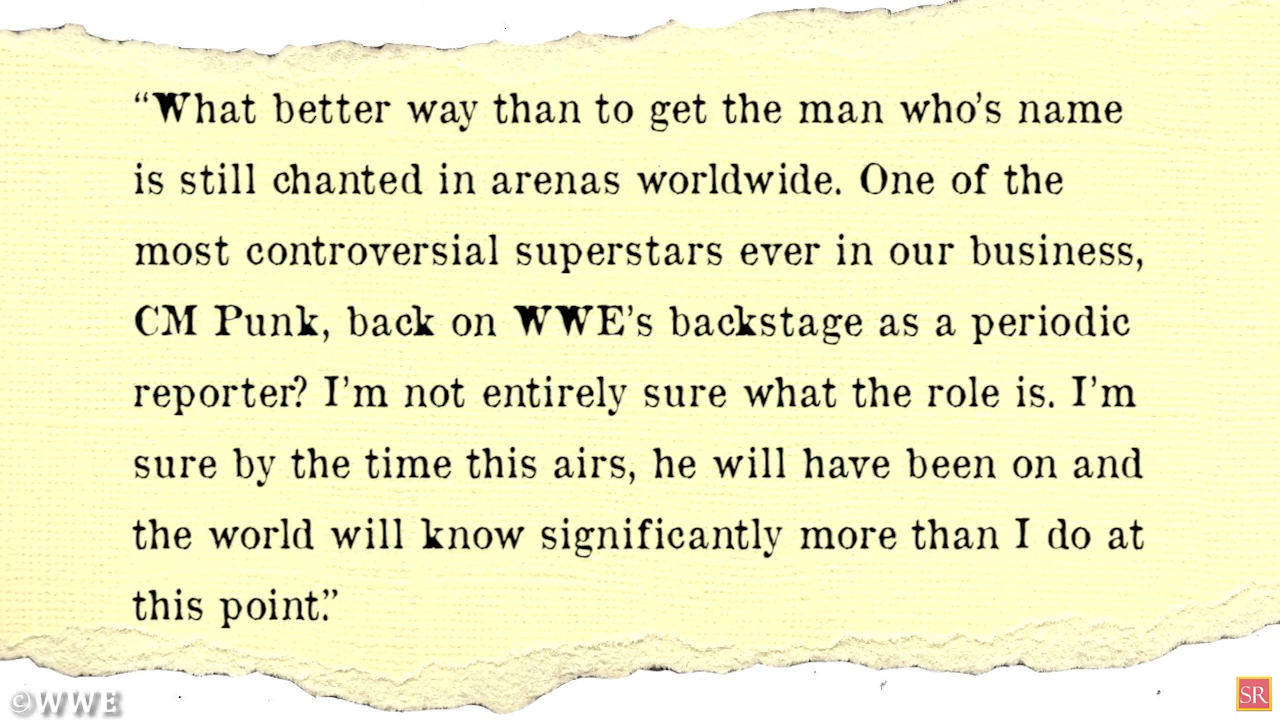 “What better way than to get the man who’s name
is still chanted in arenas worldwide. One of the
most controversial superstars ever in our business,
CM Punk, back on WWE’s backstage as a periodic
reporter? I’m not entirely sure what the role is. I’m
sure by the time this airs, he will have been on and
the world will know significantly more than I do at
this point.”
©WWE
SR